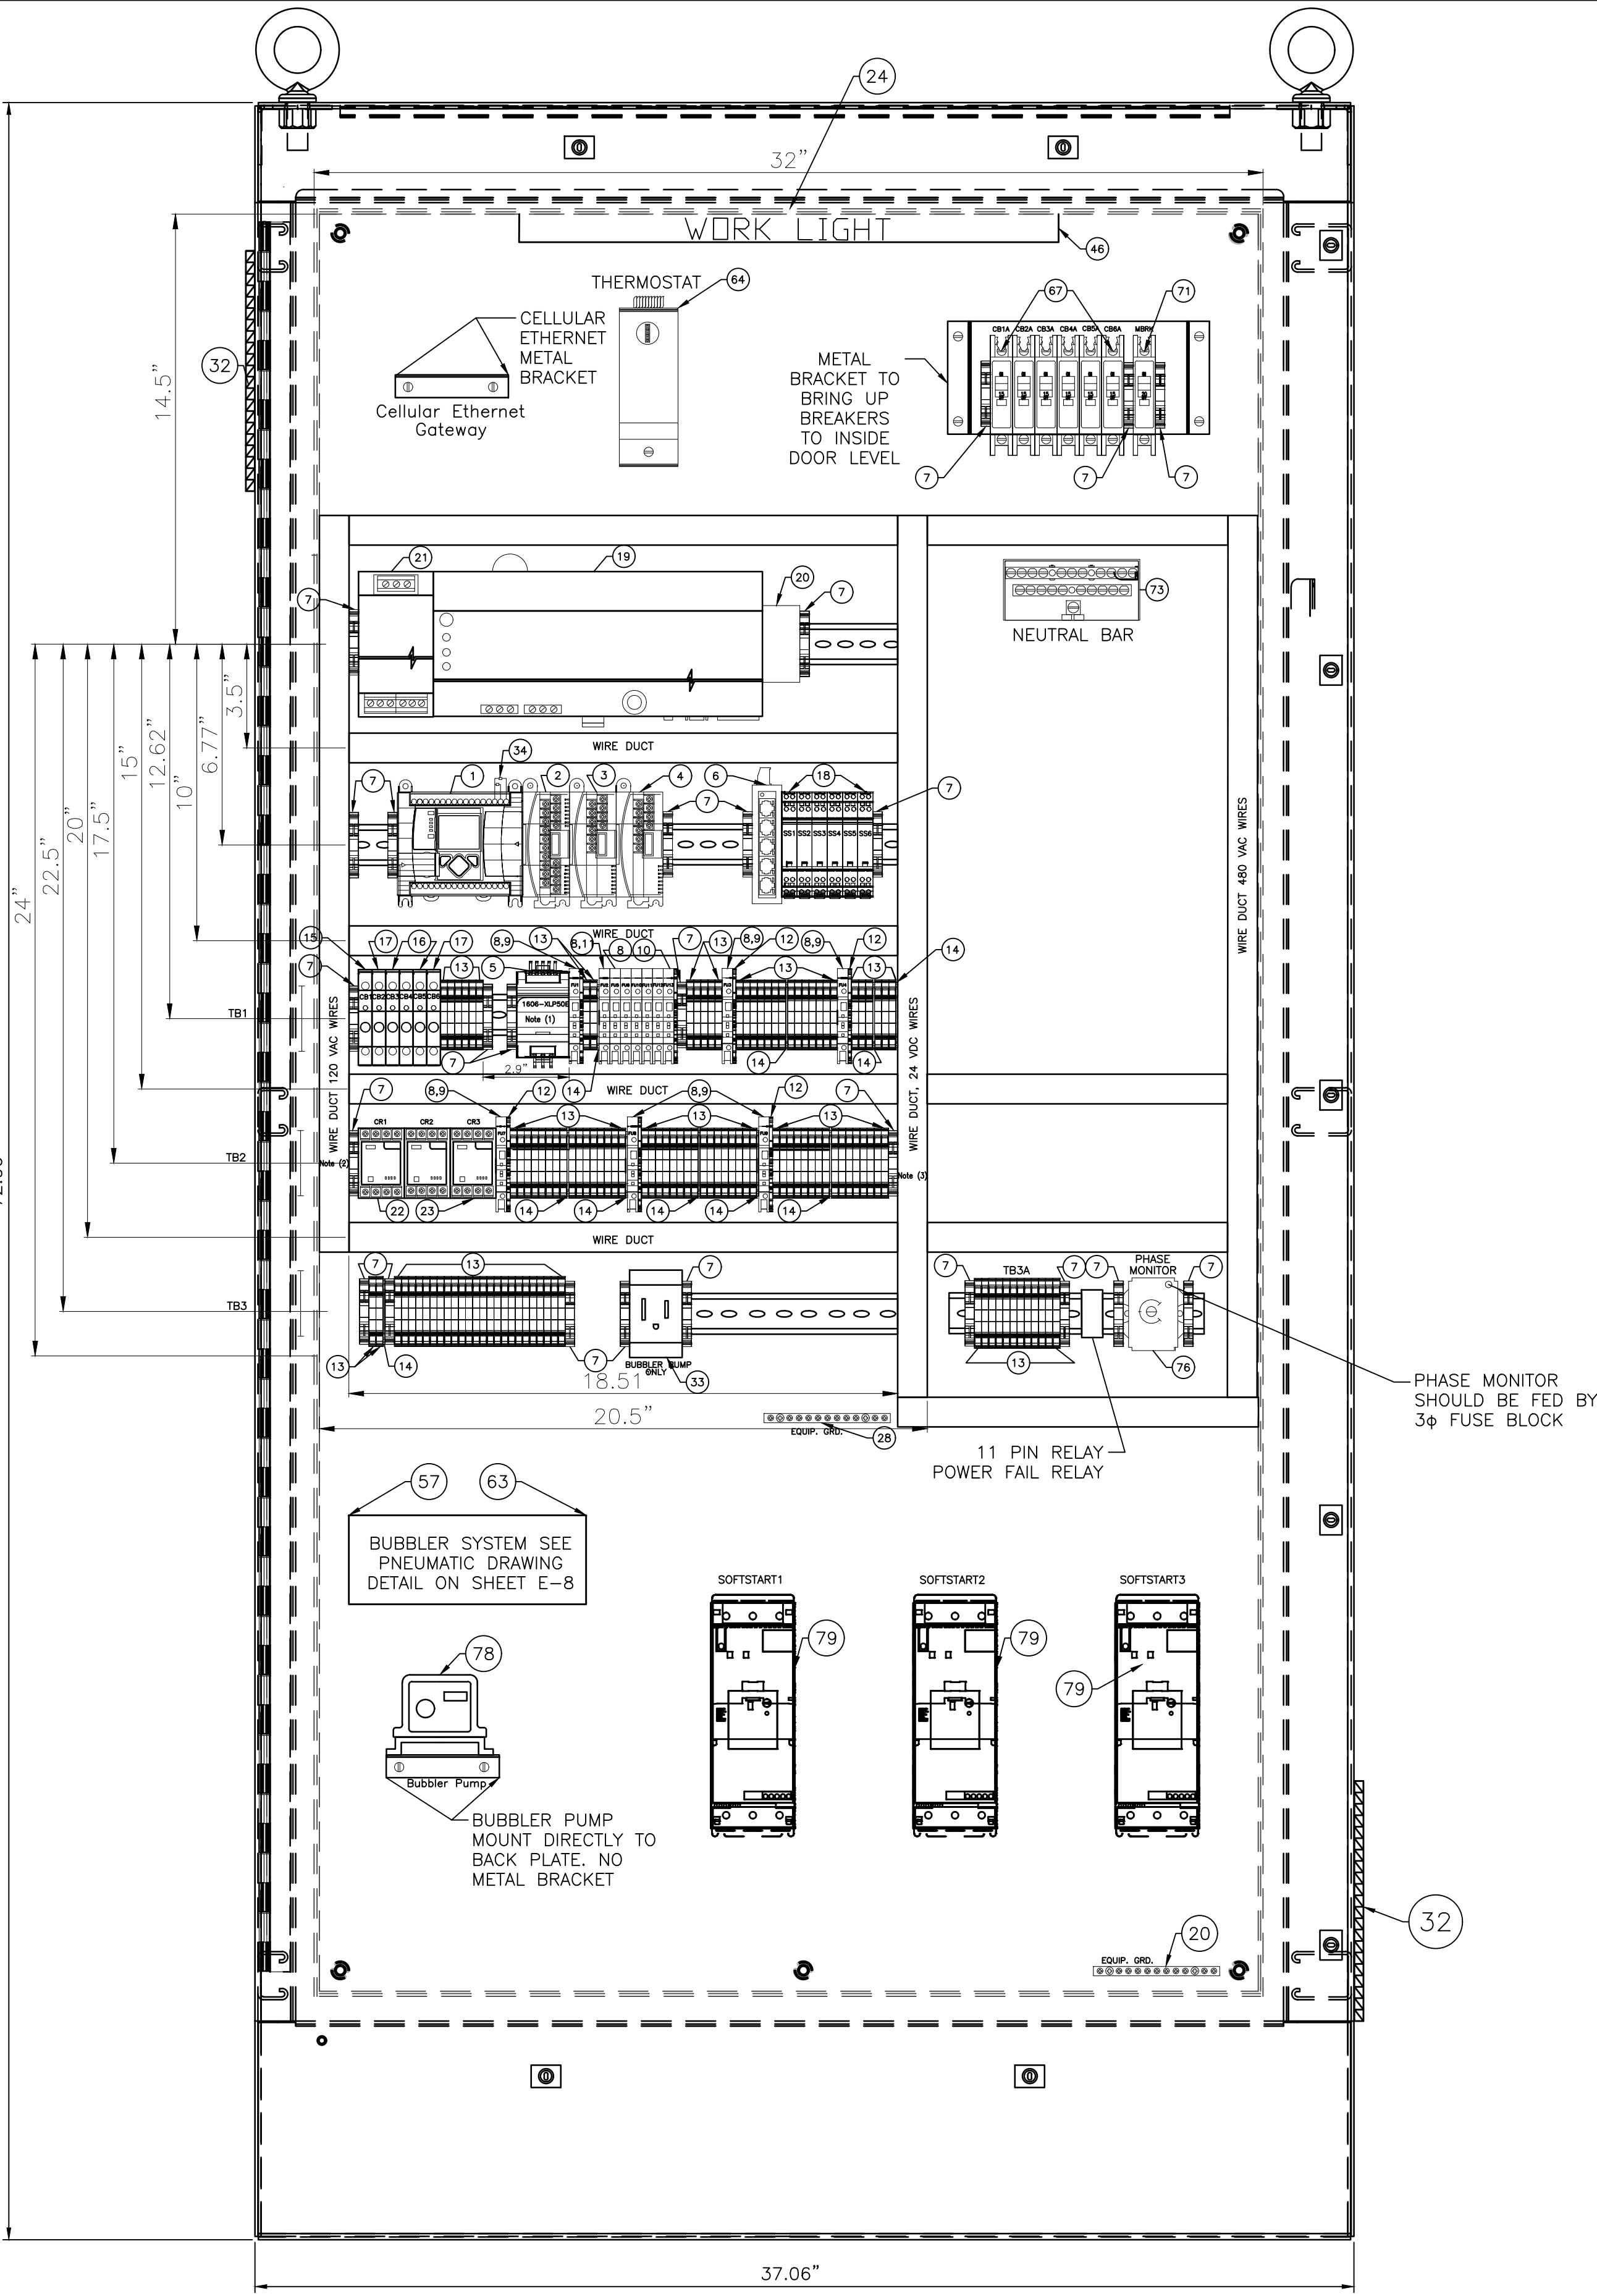 24
32”
WORK LIGHT
46
THERMOSTAT
64
CELLULAR
ETHERNET
METAL
BRACKET
Cellular Ethernet
Gateway
32
14.5”
67
71
CB1A CB2A CB3A CB4A CB5A CB6A MBRK
METAL
BRACKET TO
BRING UP
BREAKERS
TO INSIDE
DOOR LEVEL
7
7
7
21
19
20
7
7
73
NEUTRAL BAR
3.5”
6.77”
10”
12.62”
15”
17.5”
20”
22.5”
24”
WIRE DUCT
34
7
1
2
3
4
7
6
18
7
SS1 SS2 SS3 SS4 SS5 SS6
WIRE DUCT 480 VAC WIRES
WIRE DUCT
15
17
16
17
13
5
8,9
13
8,11
8
10
7
13
8,9
12
13
8,9
12
13
14
7
CB1 CB2 CB3 CB4 CB5 CB6
1606-XLP50E
Note (1)
TB1
WIRE DUCT 120 VAC WIRES
WIRE DUCT, 24 VDC WIRES
7
2.9”
14
14
14
WIRE DUCT
7
8,9
12
13
8,9
13
12
13
7
CR1
CR2
CR3
TB2
Note (2)
Note (3)
22
23
14
14
14
14
14
WIRE DUCT
7
13
7
TB3
13
14
7
BUBBLER PUMP
ONLY
33
7
TB3A
7
7
PHASE
MONITOR
7
13
76
PHASE MONITOR
SHOULD BE FED BY
3φ FUSE BLOCK
18.51
20.5”
EQUIP. GRD.
28
11 PIN RELAY
POWER FAIL RELAY
57
63
BUBBLER SYSTEM SEE
PNEUMATIC DRAWING
DETAIL ON SHEET E-8
SOFTSTART1
SOFTSTART2
SOFTSTART3
79
79
79
78
Bubbler Pump
BUBBLER PUMP
MOUNT DIRECTLY TO
BACK PLATE. NO
METAL BRACKET
32
20
EQUIP. GRD.
37.06”